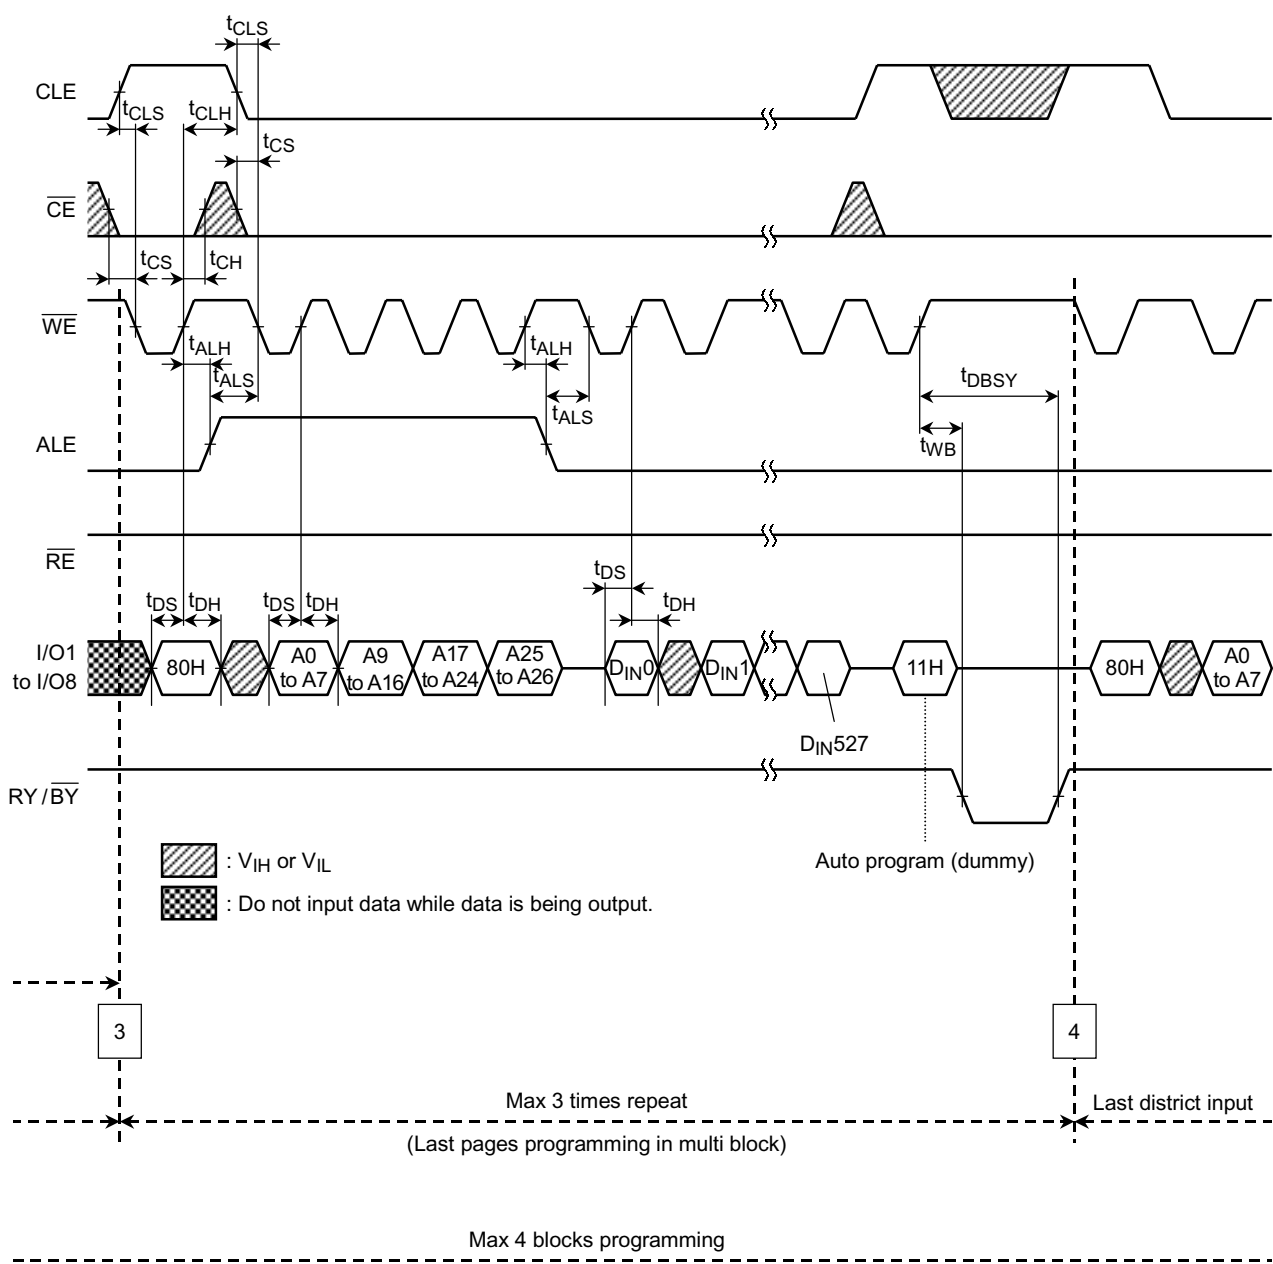 tCLS
CLE
tCLS
tCLH
tCS
CE
tCS
tCH
WE
tALH
tALH
tALS
tDBSY
tALS
ALE
tWB
RE
tDS
tDS
tDH
tDS
tDH
tDH
I/O1
to I/O8
80H
A0
to A7
A9
to A16
A17
to A24
A25
to A26
DIN0
DIN1
11H
80H
A0
to A7
DIN527
RY/BY
Auto program (dummy)
: VIH or VIL
: Do not input data while data is being output.
3
4
Max 3 times repeat
Last district input
(Last pages programming in multi block)
Max 4 blocks programming